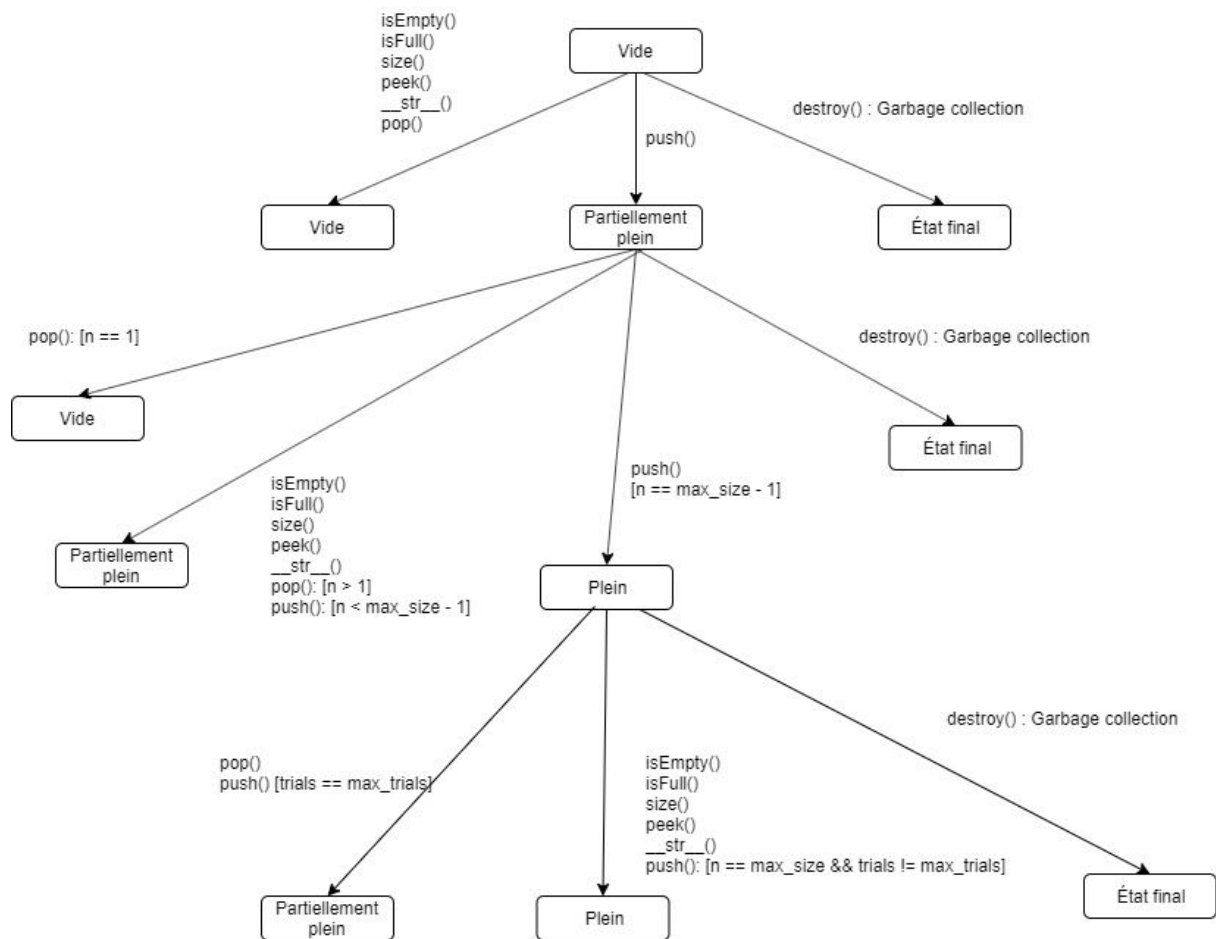 isEmpty()
isFull()
size()
peek()
__str__()
pop()
Vide
push()
destroy() : Garbage collection
Vide
Partiellement
plein
État final
pop(): [n == 1]
destroy() : Garbage collection
Vide
État final
isEmpty()
isFull()
size()
peek()
__str__()
pop(): [n > 1]
push(): [n < max_size - 1]
push()
[n == max_size - 1]
Partiellement
plein
Plein
destroy() : Garbage collection
pop()
push() [trials == max_trials]
isEmpty()
isFull()
size()
peek()
__str__()
push(): [n == max_size && trials != max_trials]
Partiellement
plein
Plein
État final